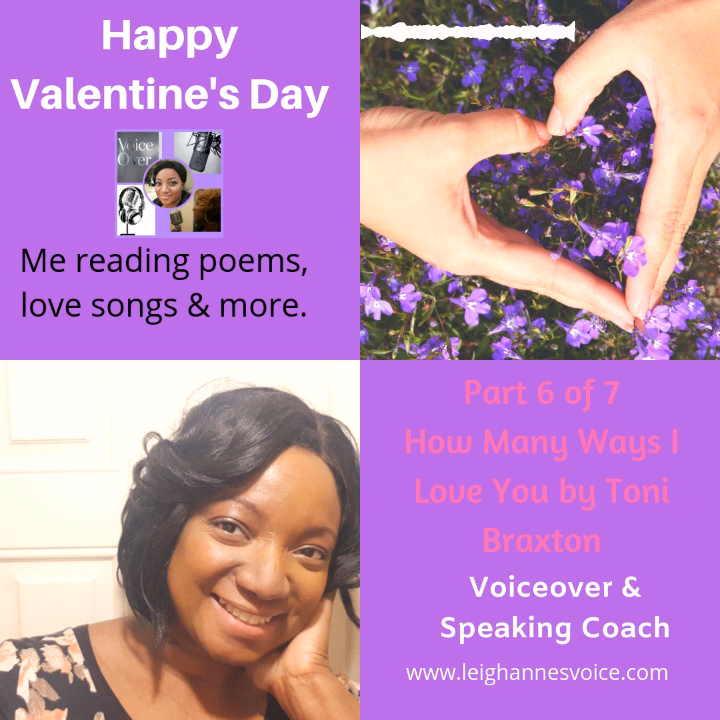 Happy
Valentine's Day
Voice
Over
Me reading poems,
love songs & more.
Part 6 of 7
How Many Ways I
Love You by Toni
Braxton
Voiceover &
Speaking Coach
www.leighannesvoice.com